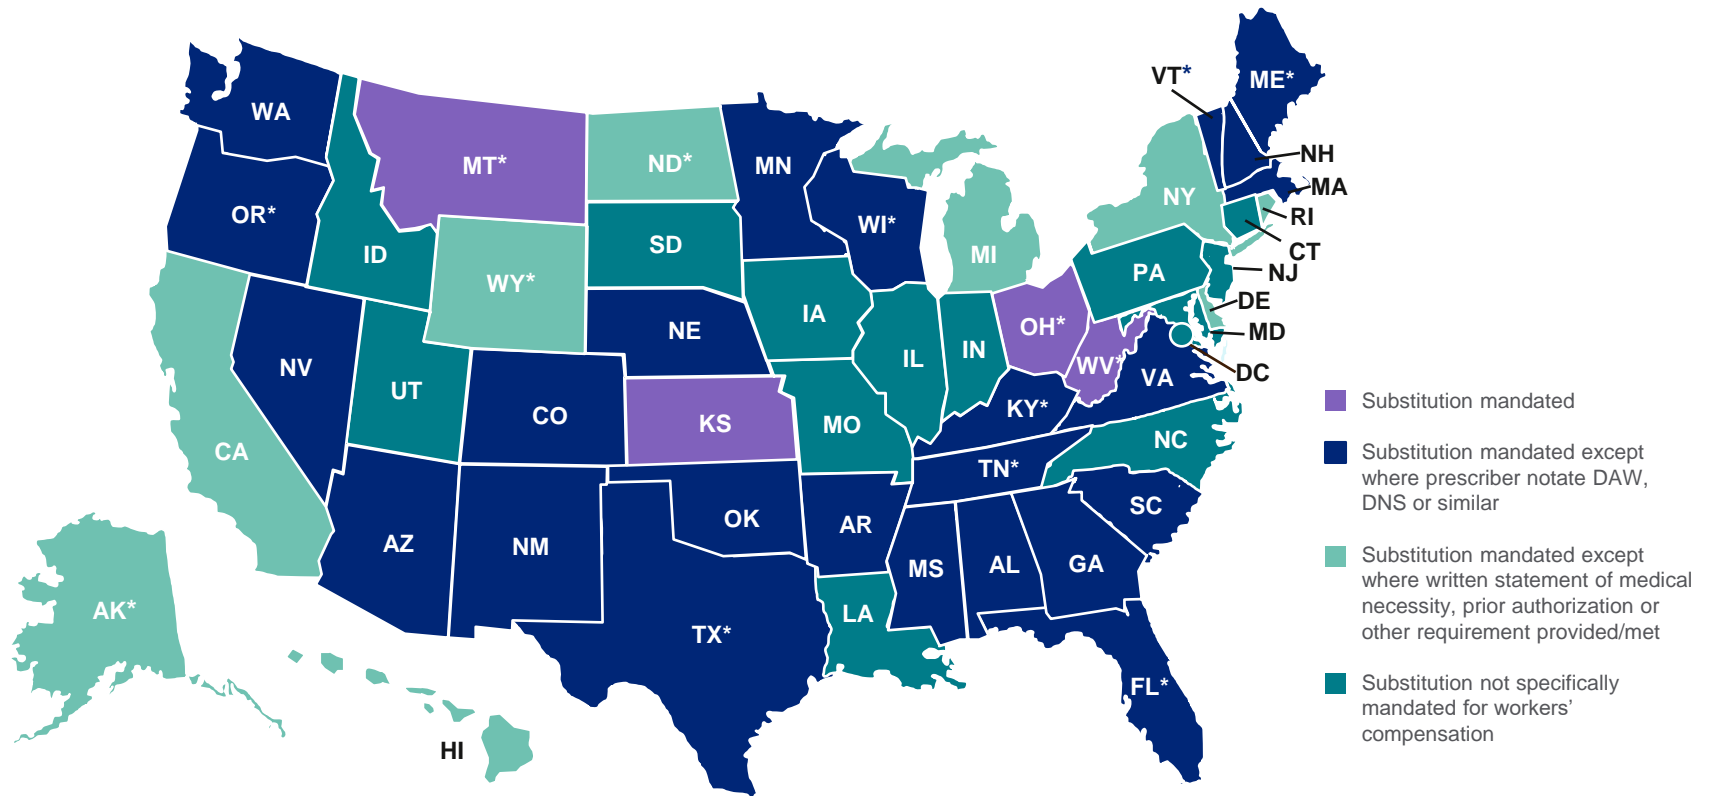 VT*
ME*
WA
MT*
ND*
MN
NH
MA
OR*
WI*
NY
RI
ID
SD
MI
CT
WY*
PA
NJ
DE
IA
OH*
MD
NE
IL
IN
WV*
DC
NV
UT
VA
CO
KS
MO
KY*
NC
CA
TN*
OK
AR
SC
AZ
NM
MS
AL
GA
AK*
TX*
LA
FL*
HI
Substitution mandated
Substitution mandated except
where prescriber notate DAW,
DNS or similar
Substitution mandated except
where written statement of medical
necessity, prior authorization or
other requirement provided/met
Substitution not specifically
mandated for workers'
compensation